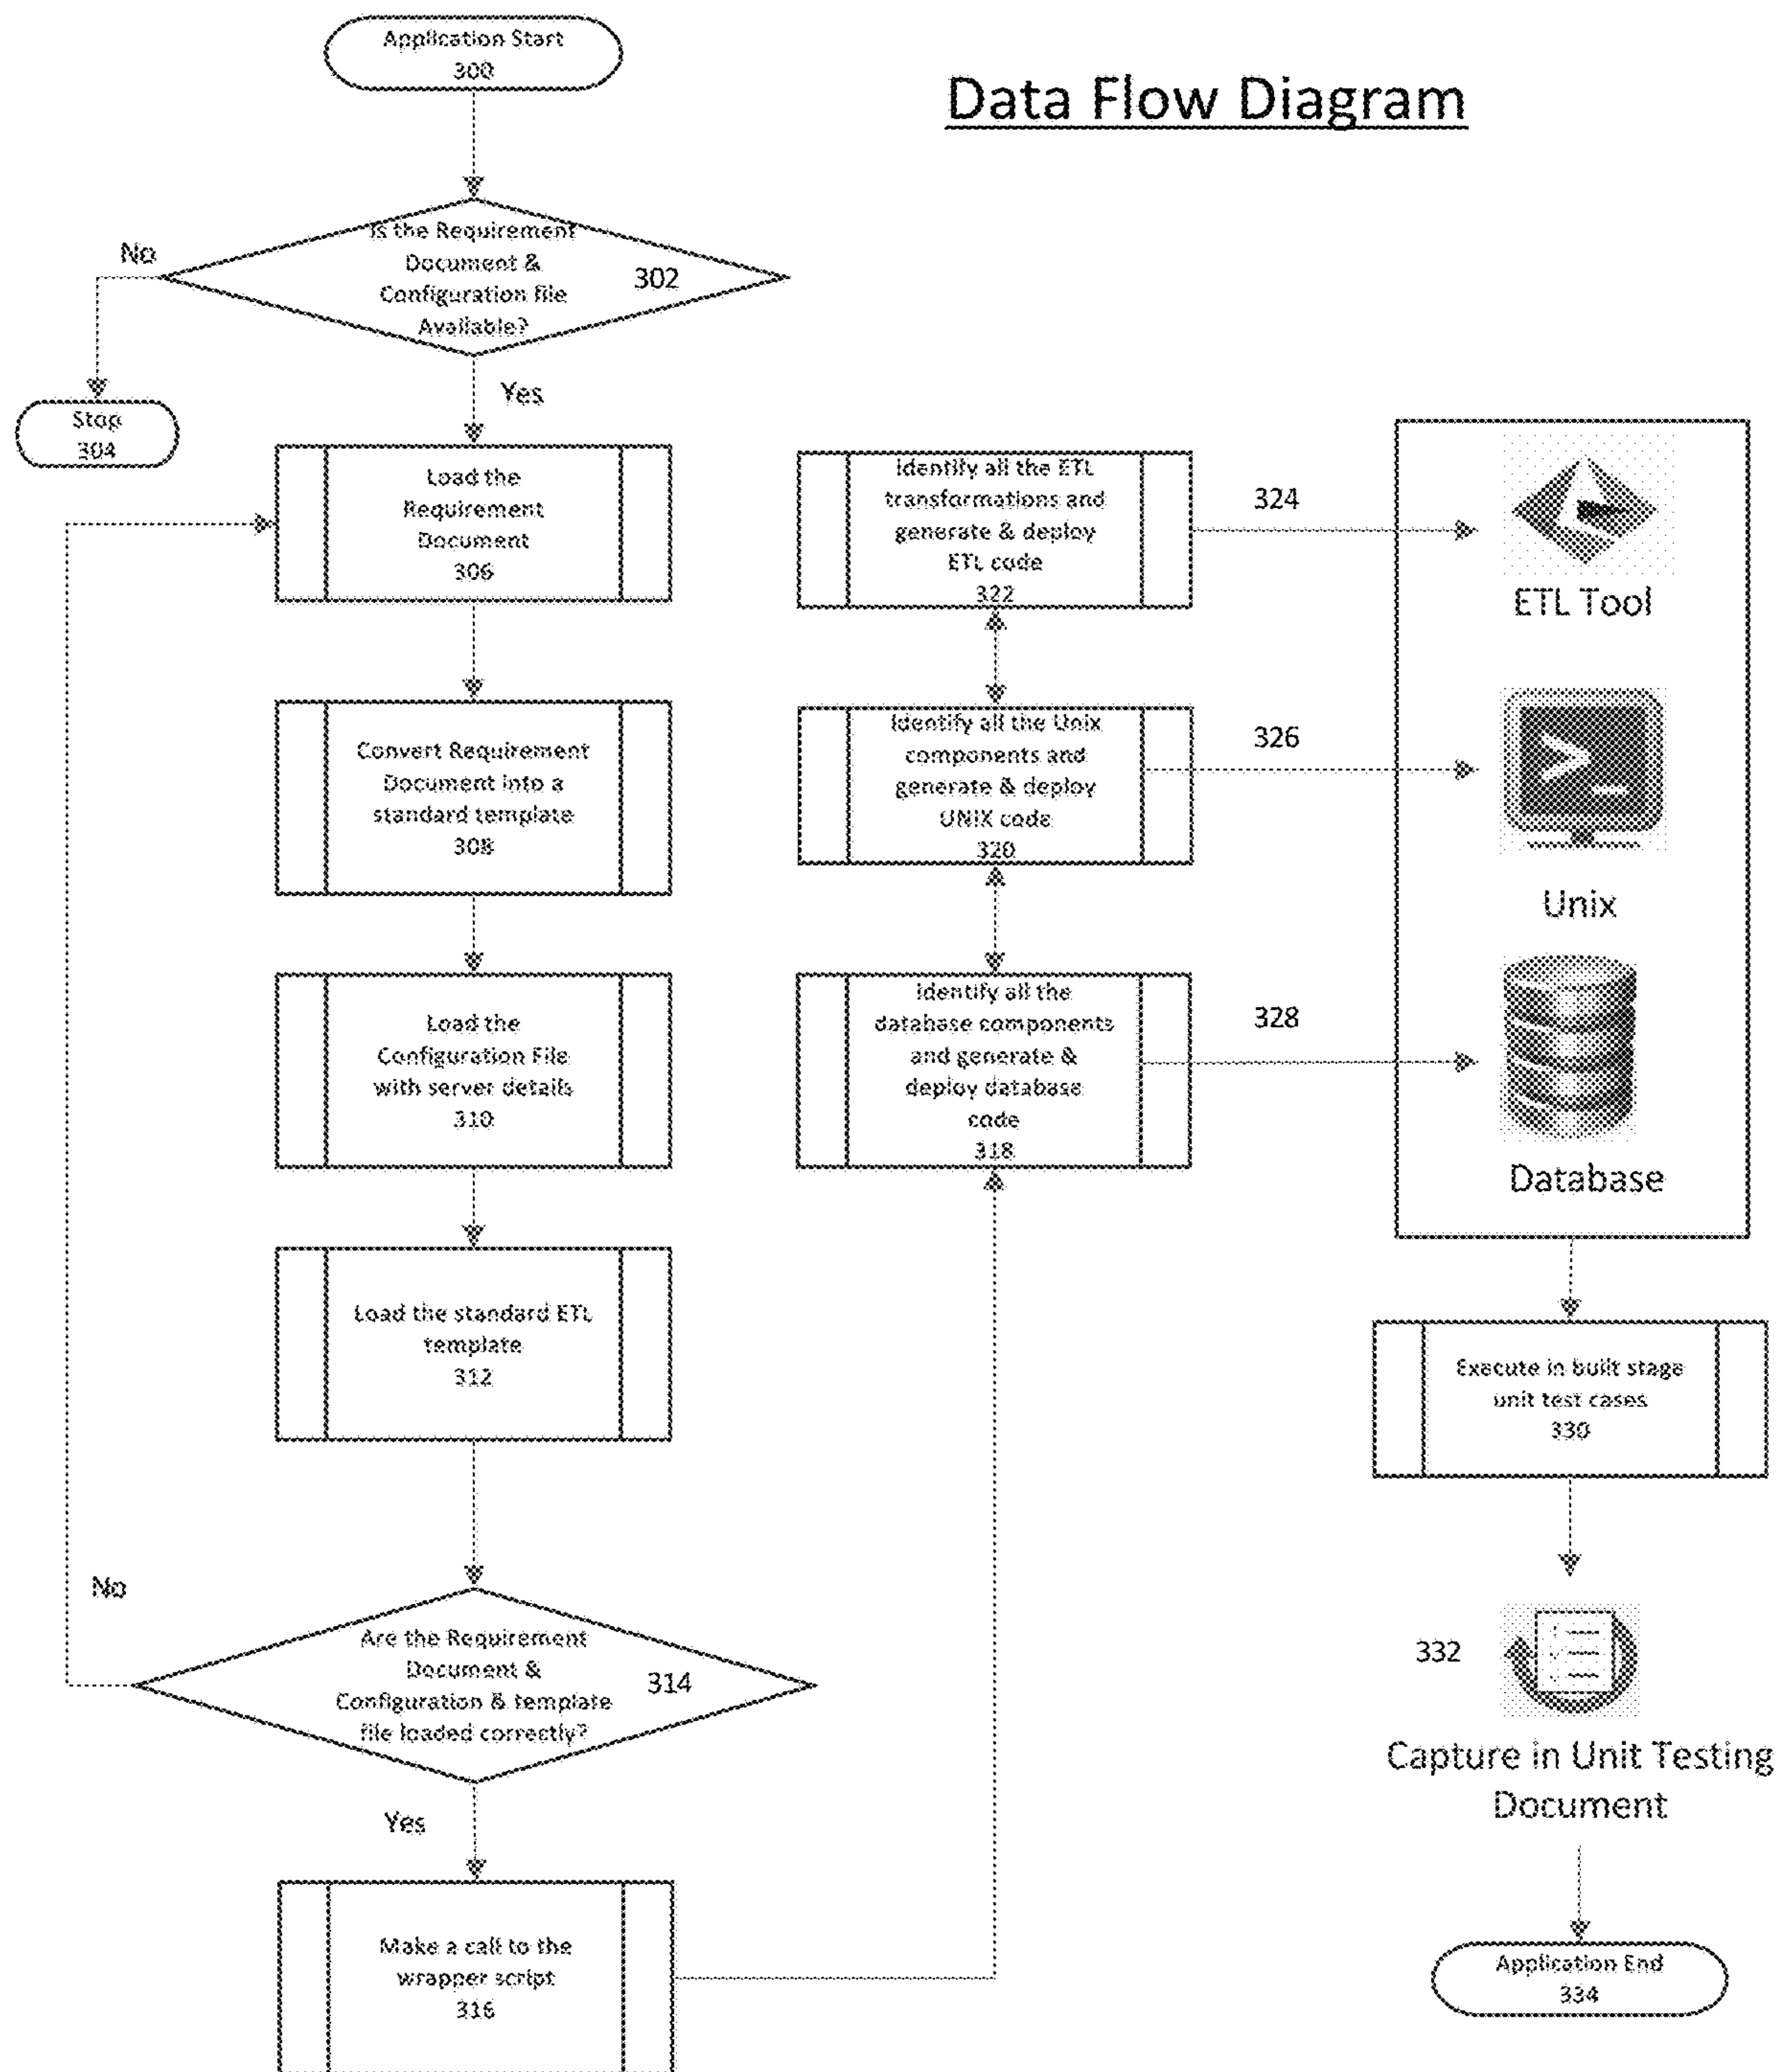 Application Start
300
Data Flow Diagram
Is the Requirement
Document &
Configuration file
Available?
302
No
Yes
Stop
304
Load the
Requirement
Document
306
Convert Requirement
Document into a
standard template
308
Load the
Configuration File
with server details
310
Load the standard ETL
template
312
No
Are the Requirement
Document &
Configuration & template
file loaded correctly?
314
Yes
Make a call to the
wrapper script
316
Identify all the ETL
transformations and
generate & deploy
ETL code
322
324
Identify all the Unix
components and
generate & deploy
UNIX code
320
326
Identify all the
database components
and generate &
deploy database
code
318
328
ETL Tool
Unix
Database
Execute in built stage
unit test cases
330
332
Capture in Unit Testing
Document
Application End
334